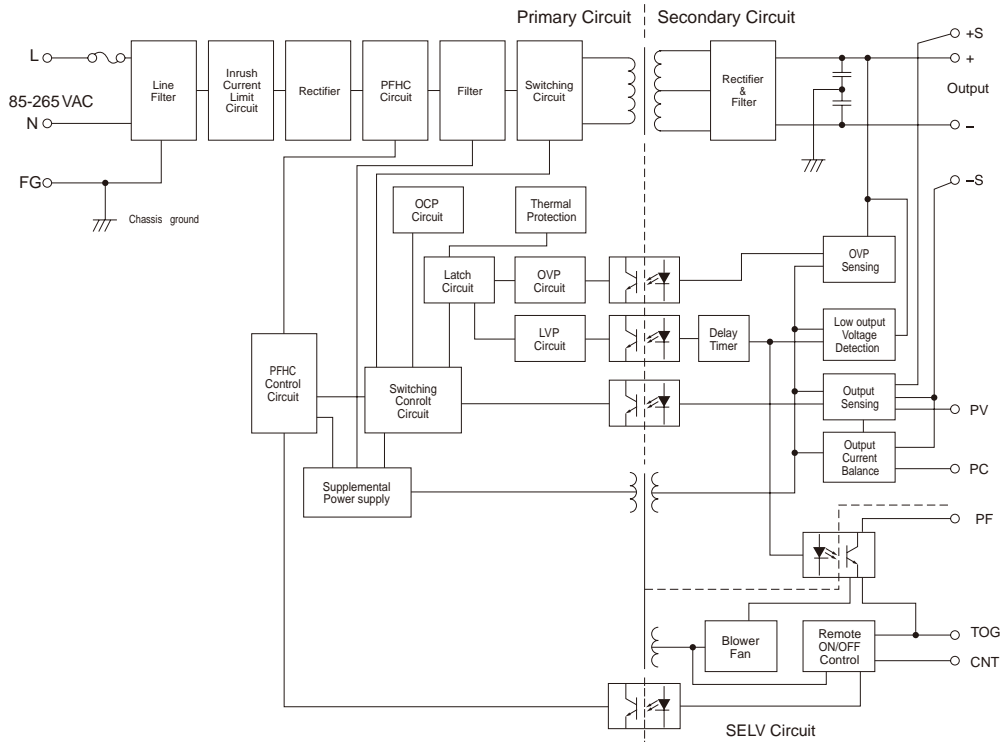 Primary Circuit
Secondary Circuit
+S
L
+
Line
Filter
Inrush
Current
Limit
Circuit
Rectifier
PFHC
Circuit
Filter
Switching
Circuit
Rectifier
&
Filter
Output
85-265 VAC
N
–
FG
–S
Chassis ground
OCP
Circuit
Thermal
Protection
OVP
Sensing
Latch
Circuit
OVP
Circuit
LVP
Circuit
Delay
Timer
Low output
Voltage
Detection
PFHC
Control
Circuit
Switching
Conrolt
Circuit
Output
Sensing
PV
Output
Current
Balance
PC
Supplemental
Power supply
PF
Blower
Fan
Remote
ON/OFF
Control
TOG
CNT
SELV Circuit